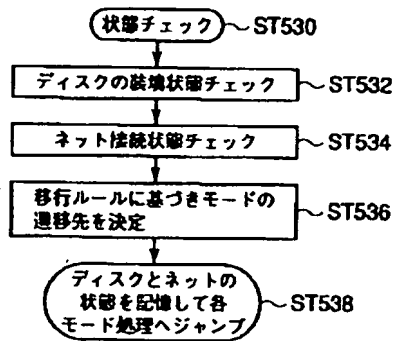 状態チェック ST530
ディスクの装填状態チェック ST532
ネット接続状態チェック ST534
移行ルールに基づきモードの
遷移先を決定 ST536
ディスクとネットの
状態を記憶して各 ST538
モード処理へジャンプ